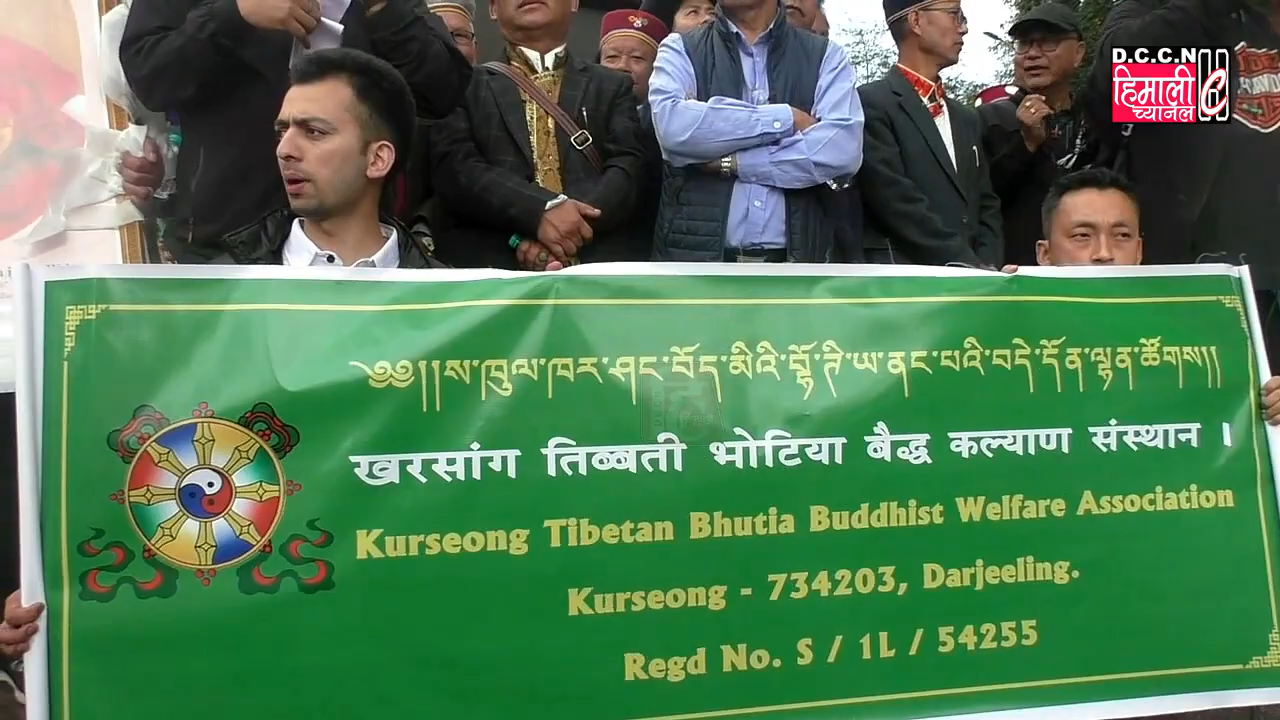 D.C.C.N
हिमाली
च्यानल
༄༅།།ས་ཁུལ་ཁར་ཤང་བོད་མིའི་བྷོ་ཊི་ཡ་ནང་པའི་བདེ་དོན་ལྷན་ཚོགས།།
खरसांग तिब्बती भोटिया बैद्ध कल्याण संस्थान ।
Kurseong Tibetan Bhutia Buddhist Welfare Association
Kurseong - 734203, Darjeeling.
Regd No. S / 1L / 54255